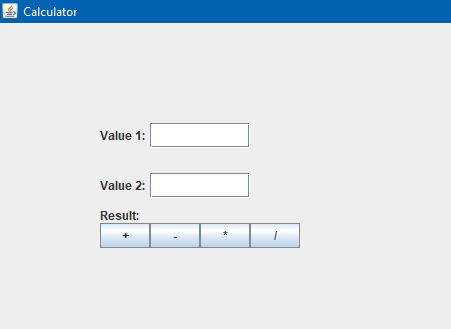 Calculator
Value 1:
Value 2:
Result:
+ - * /